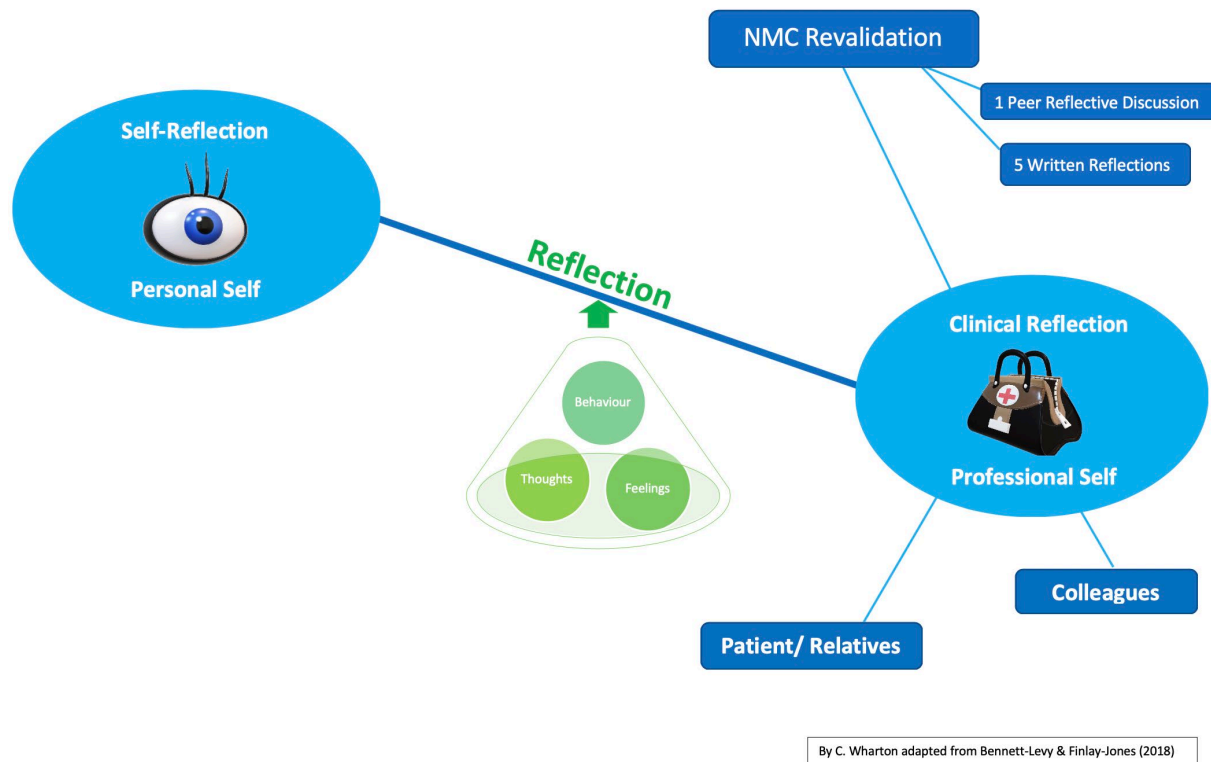 NMC Revalidation
1 Peer Reflective Discussion
5 Written Reflections
Self-Reflection
Personal Self
Reflection
Behaviour
Thoughts
Feelings
Clinical Reflection
Professional Self
Colleagues
Patient/ Relatives
By C. Wharton adapted from Bennett-Levy & Finlay-Jones (2018)